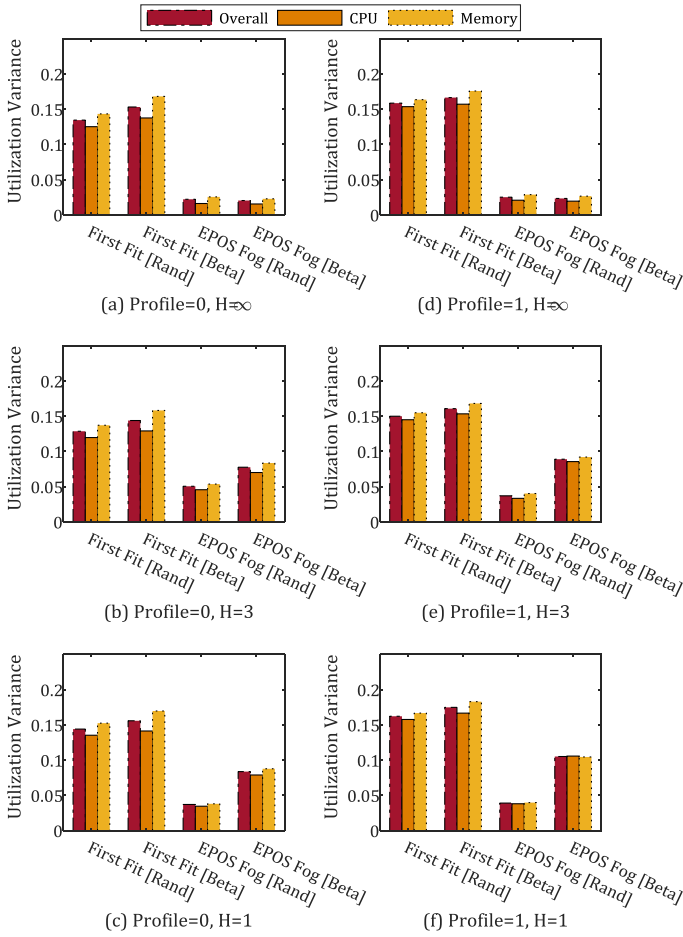 Overall CPU Memory
Utilization Variance
0.2
0.15
0.1
0.05
0
First Fit [Rand]
First Fit [Beta]
EPOS Fog [Rand]
EPOS Fog [Beta]
(a) Profile=0, H=∞
Utilization Variance
0.2
0.15
0.1
0.05
0
First Fit [Rand]
First Fit [Beta]
EPOS Fog [Rand]
EPOS Fog [Beta]
(d) Profile=1, H=∞
Utilization Variance
0.2
0.15
0.1
0.05
0
First Fit [Rand]
First Fit [Beta]
EPOS Fog [Rand]
EPOS Fog [Beta]
(b) Profile=0, H=3
Utilization Variance
0.2
0.15
0.1
0.05
0
First Fit [Rand]
First Fit [Beta]
EPOS Fog [Rand]
EPOS Fog [Beta]
(e) Profile=1, H=3
Utilization Variance
0.2
0.15
0.1
0.05
0
First Fit [Rand]
First Fit [Beta]
EPOS Fog [Rand]
EPOS Fog [Beta]
(c) Profile=0, H=1
Utilization Variance
0.2
0.15
0.1
0.05
0
First Fit [Rand]
First Fit [Beta]
EPOS Fog [Rand]
EPOS Fog [Beta]
(f) Profile=1, H=1